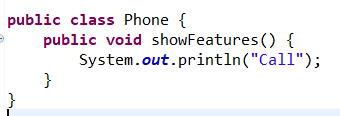 public class Phone {
    public void showFeatures() {
        System.out.println("Call");
    }
}